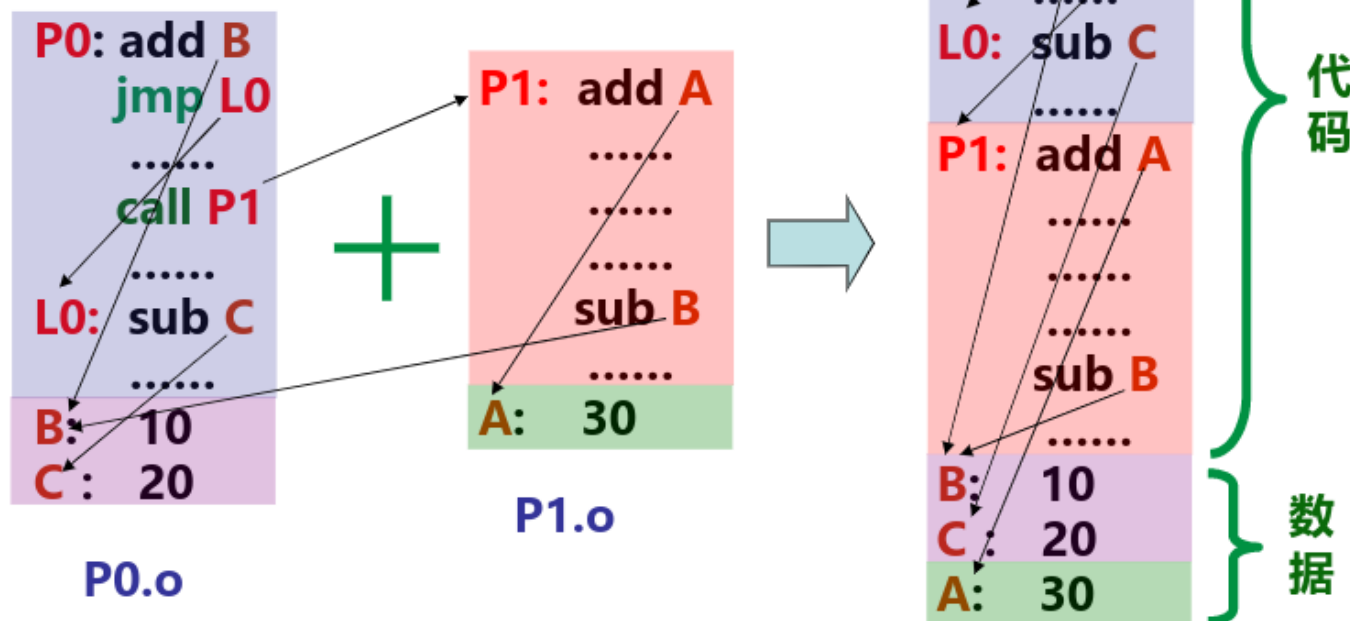 P0: add B
jmp L0
......
call P1
......
L0: sub C
......
B: 10
C : 20
P0.o
P1: add A
......
......
......
sub B
......
A: 30
P1.o
......
L0: sub C
......
P1: add A
......
......
......
sub B
......
B: 10
C : 20
A: 30
代码
数据